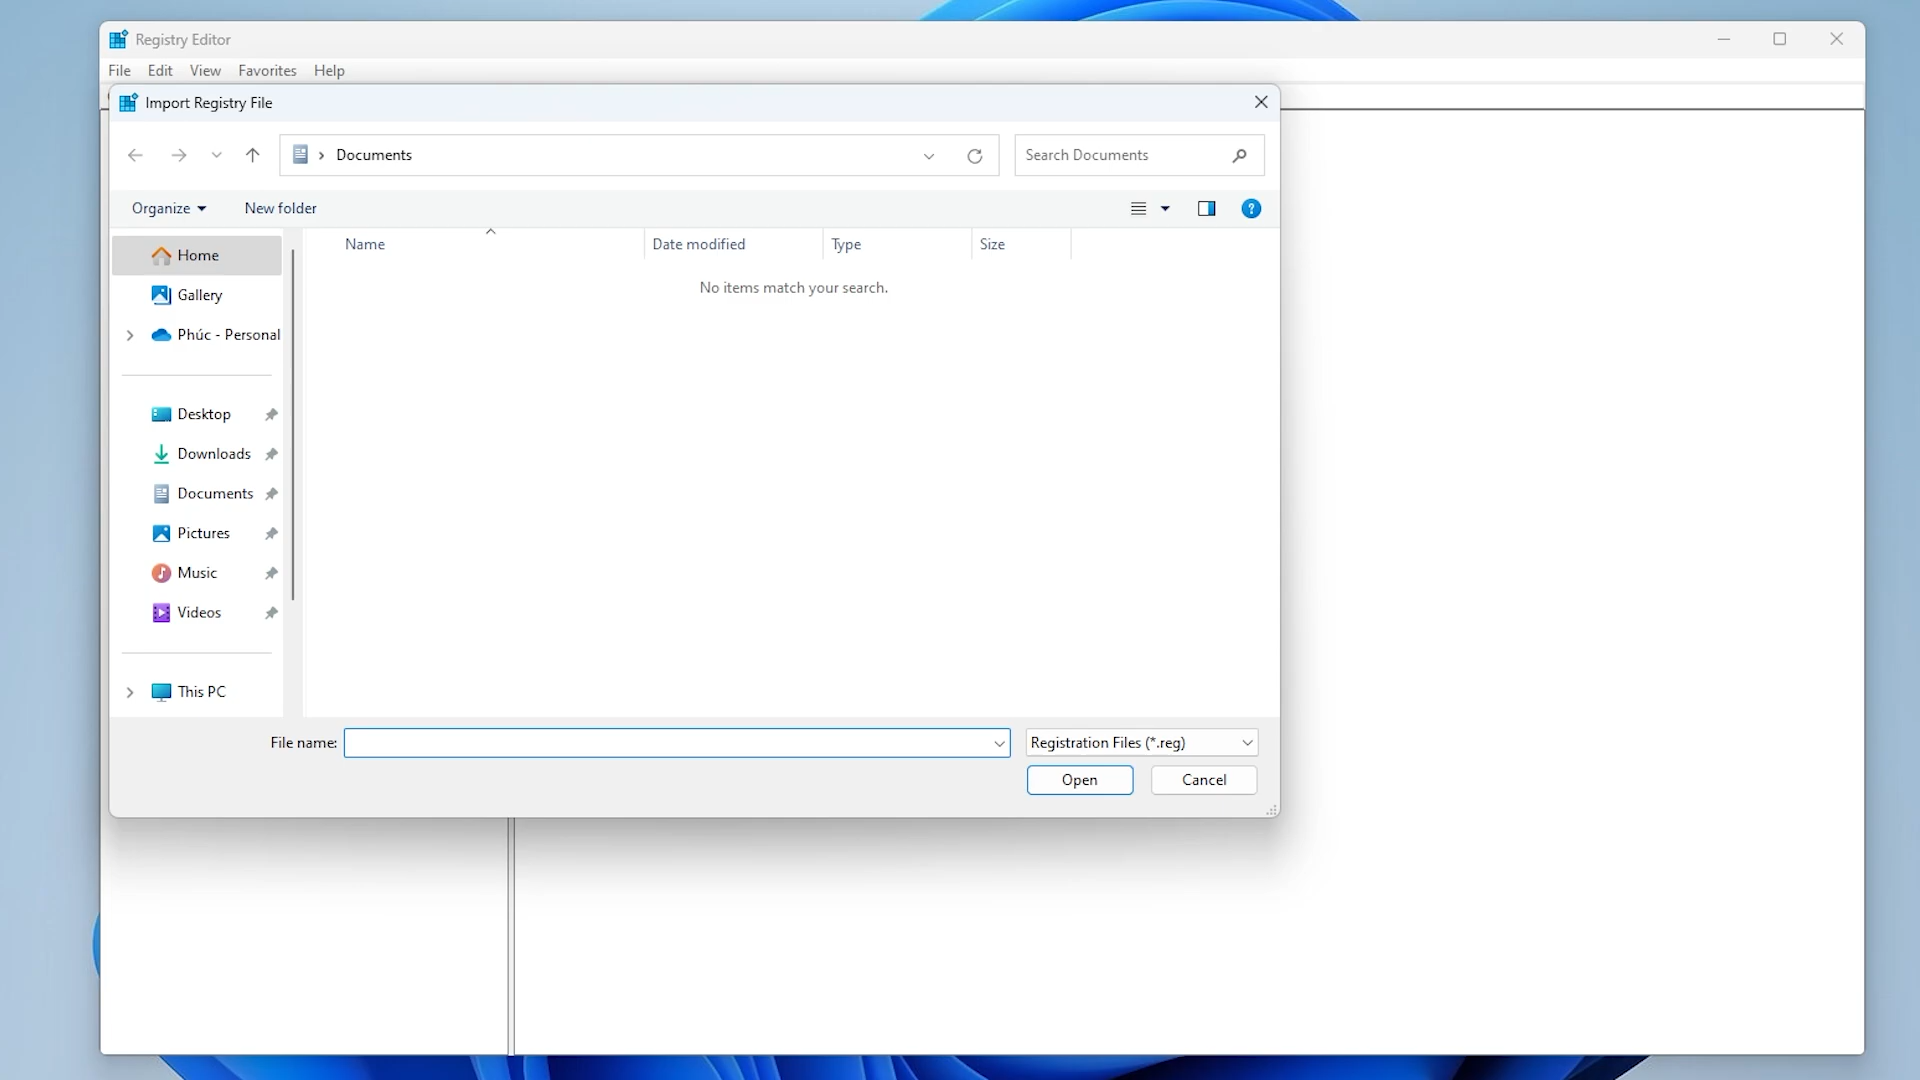 Registry Editor
File Edit View Favorites Help
Import Registry File
Documents
Search Documents
Organize New folder
Name Date modified Type Size
No items match your search.
Home
Gallery
Phúc - Personal
Desktop
Downloads
Documents
Pictures
Music
Videos
This PC
File name:
Registration Files (*.reg)
Open Cancel